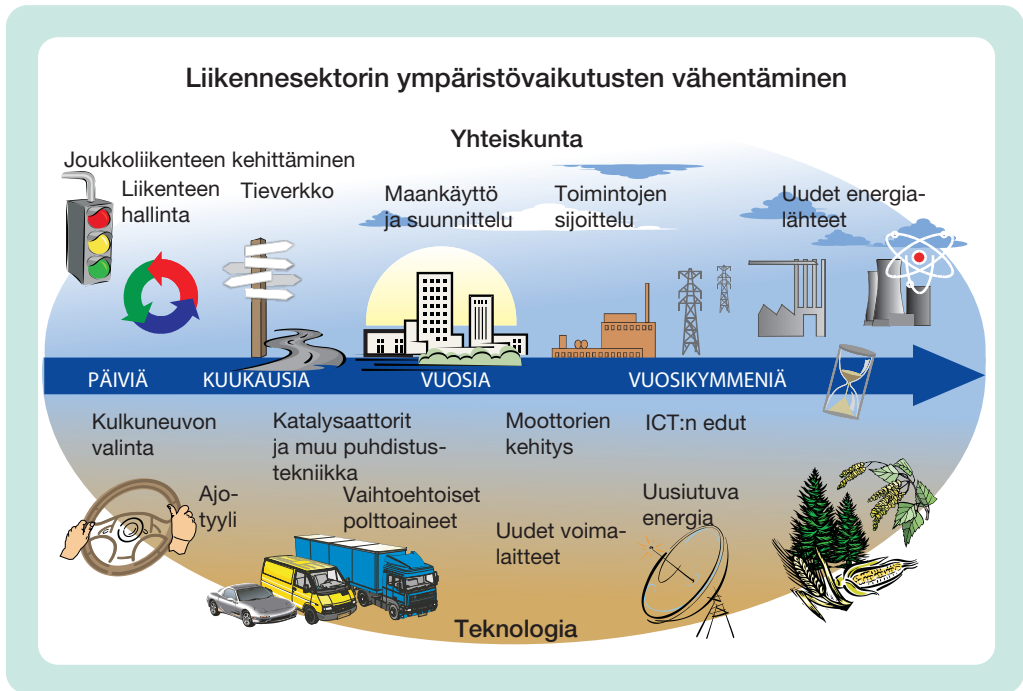 Liikennesektorin ympäristövaikutusten vähentäminen
Yhteiskunta
Joukkoliikenteen kehittäminen
Liikenteen
hallinta
Tieverkko
Maankäyttö
ja suunnittelu
Toimintojen
sijoittelu
Uudet energia-
lähteet
PÄIVIÄ
KUUKAUSIA
VUOSIA
VUOSIKYMMENIÄ
Kulkuneuvon
valinta
Katalysaattorit
ja muu puhdistus-
tekniikka
Moottorien
kehitys
ICT:n edut
Ajo-
tyyli
Vaihtoehtoiset
polttoaineet
Uudet voima-
laitteet
Uusiutuva
energia
Teknologia